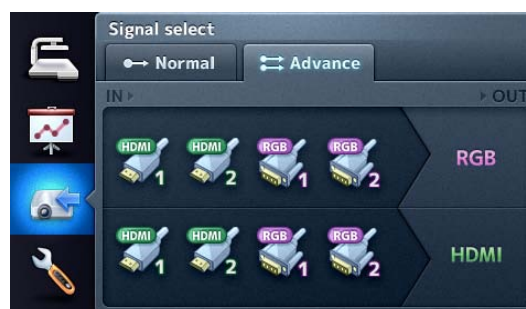 Signal select
Normal Advance
IN OUT
HDMI 1 HDMI 2 RGB 1 RGB 2 RGB
HDMI 1 HDMI 2 RGB 1 RGB 2 HDMI